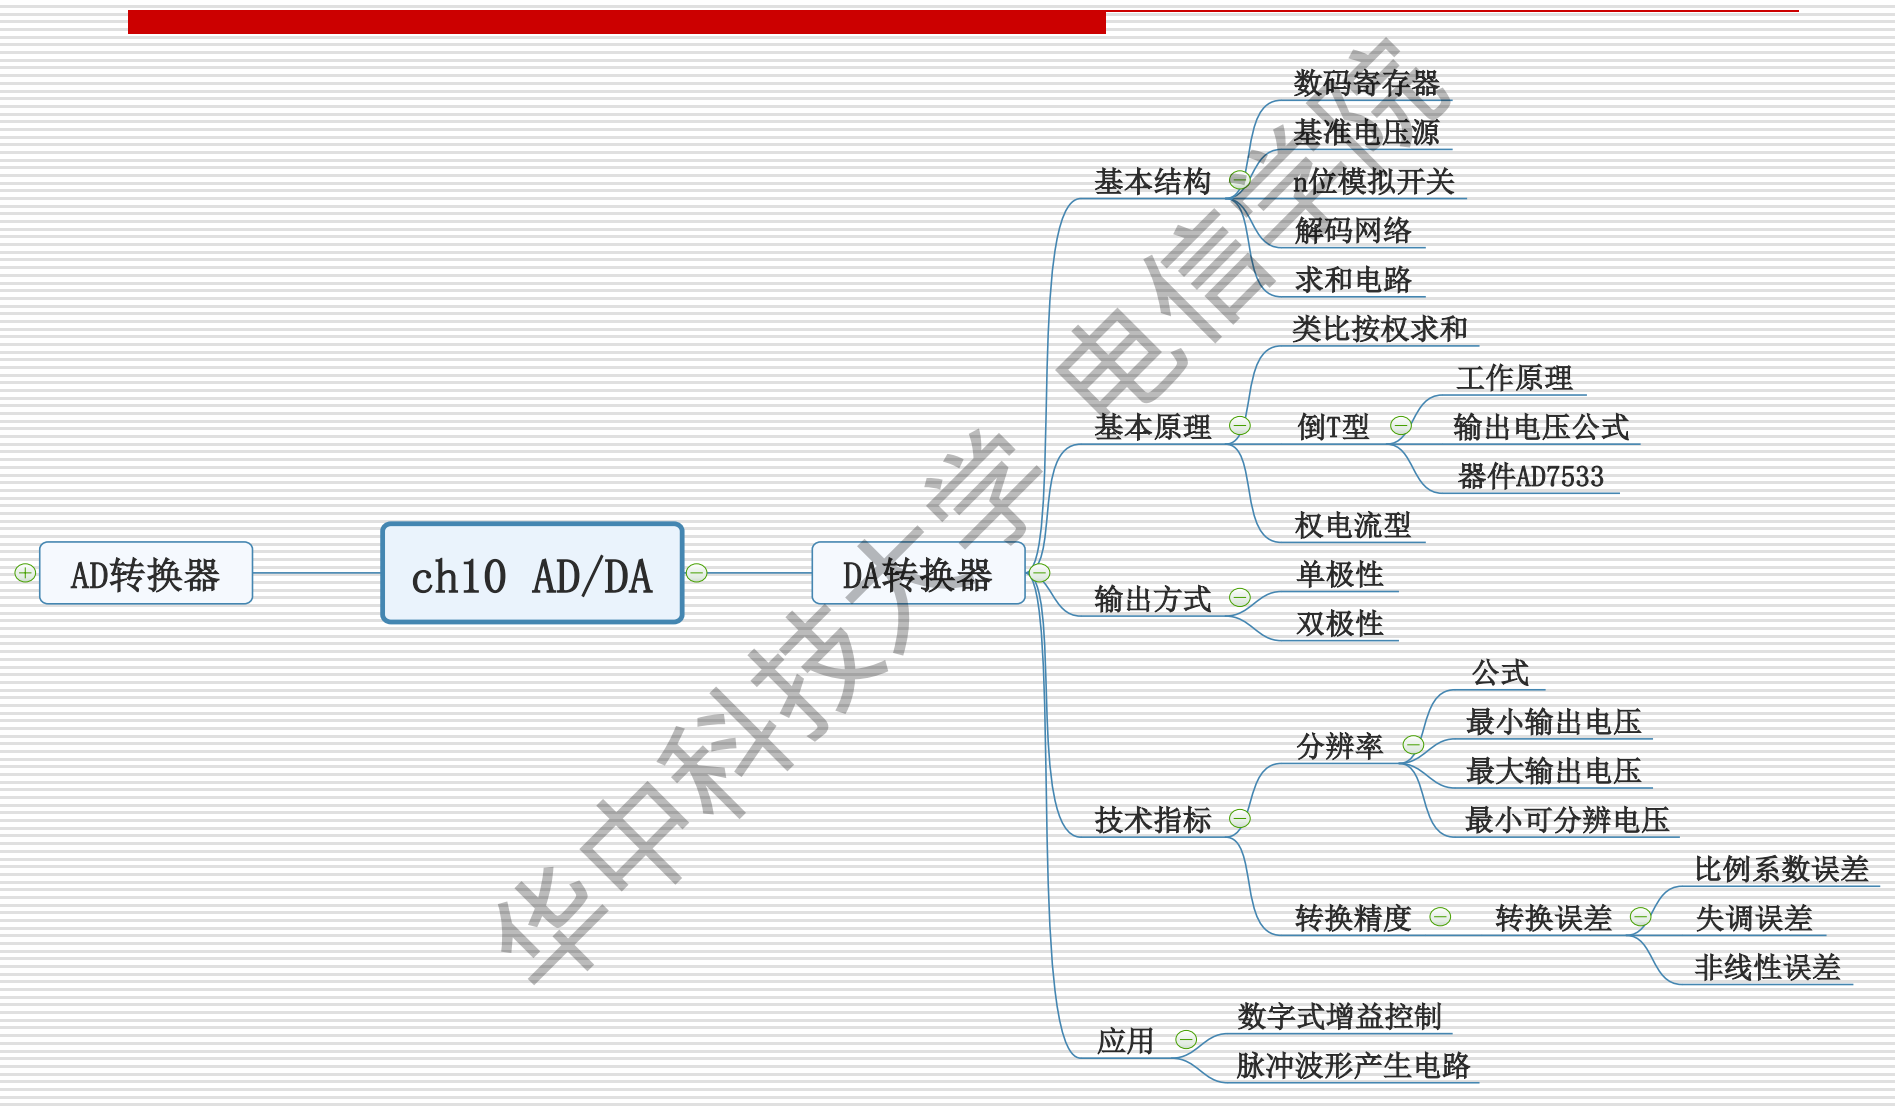 数码寄存器
基准电压源
基本结构
n位模拟开关
解码网络
求和电路
类比按权求和
工作原理
基本原理
倒T型
输出电压公式
器件AD7533
权电流型
AD转换器
ch10 AD/DA
DA转换器
单极性
输出方式
双极性
公式
最小输出电压
分辨率
最大输出电压
技术指标
最小可分辨电压
比例系数误差
转换精度
转换误差
失调误差
非线性误差
数字式增益控制
应用
脉冲波形产生电路
华中科技大学 电信学院